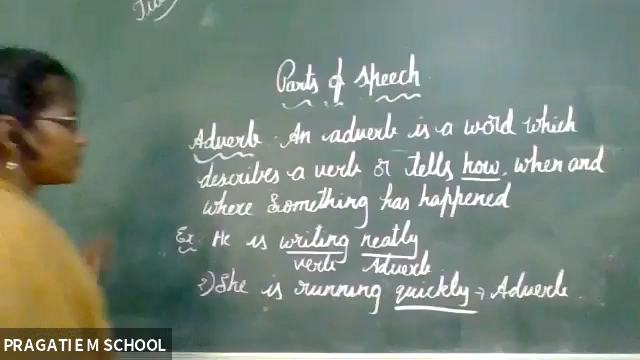 Parts of speech
Adverb. An adverb is a word which
describes a verb or tells how, when and
where something has happened
Ex: He is writing neatly
verb adverb
2) She is running quickly → Adverb
PRAGATI E M SCHOOL